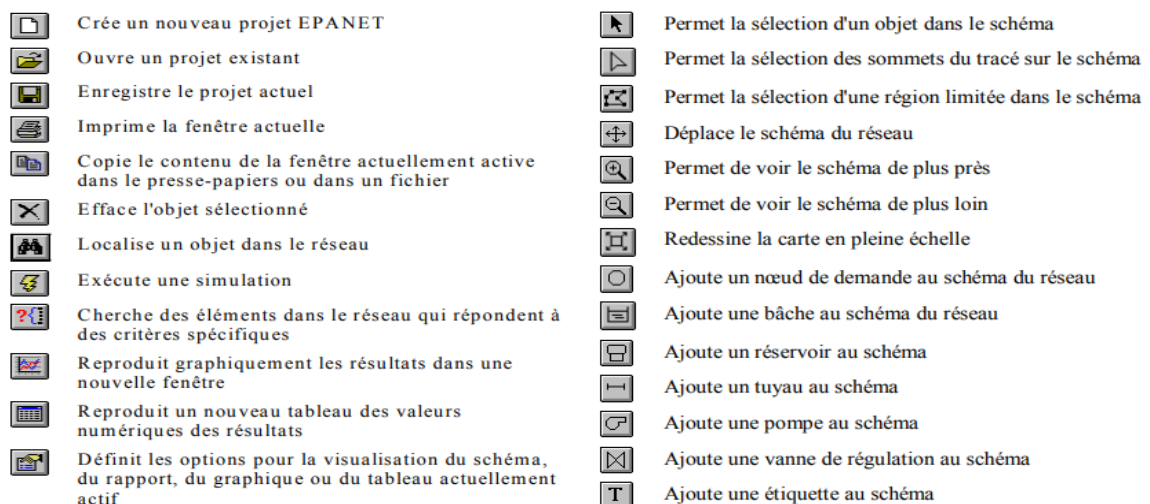 Crée un nouveau projet EPANET
Ouvre un projet existant
Enregistre le projet actuel
Imprime la fenêtre actuelle
Copie le contenu de la fenêtre actuellement active
dans le presse-papiers ou dans un fichier
Efface l'objet sélectionné
Localise un objet dans le réseau
Exécute une simulation
Cherche des éléments dans le réseau qui répondent à
des critères spécifiques
Reproduit graphiquement les résultats dans une
nouvelle fenêtre
Reproduit un nouveau tableau des valeurs
numériques des résultats
Définit les options pour la visualisation du schéma,
du rapport, du graphique ou du tableau actuellement
actif
Permet la sélection d'un objet dans le schéma
Permet la sélection des sommets du tracé sur le schéma
Permet la sélection d'une région limitée dans le schéma
Déplace le schéma du réseau
Permet de voir le schéma de plus près
Permet de voir le schéma de plus loin
Redessine la carte en pleine échelle
Ajoute un nœud de demande au schéma du réseau
Ajoute une bâche au schéma du réseau
Ajoute un réservoir au schéma
Ajoute un tuyau au schéma
Ajoute une pompe au schéma
Ajoute une vanne de régulation au schéma
T Ajoute une étiquette au schéma